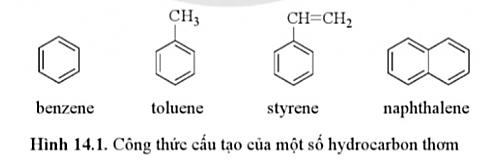 CH₃
CH=CH₂
benzene
toluene
styrene
naphthalene
Hình 14.1. Công thức cấu tạo của một số hydrocarbon thơm